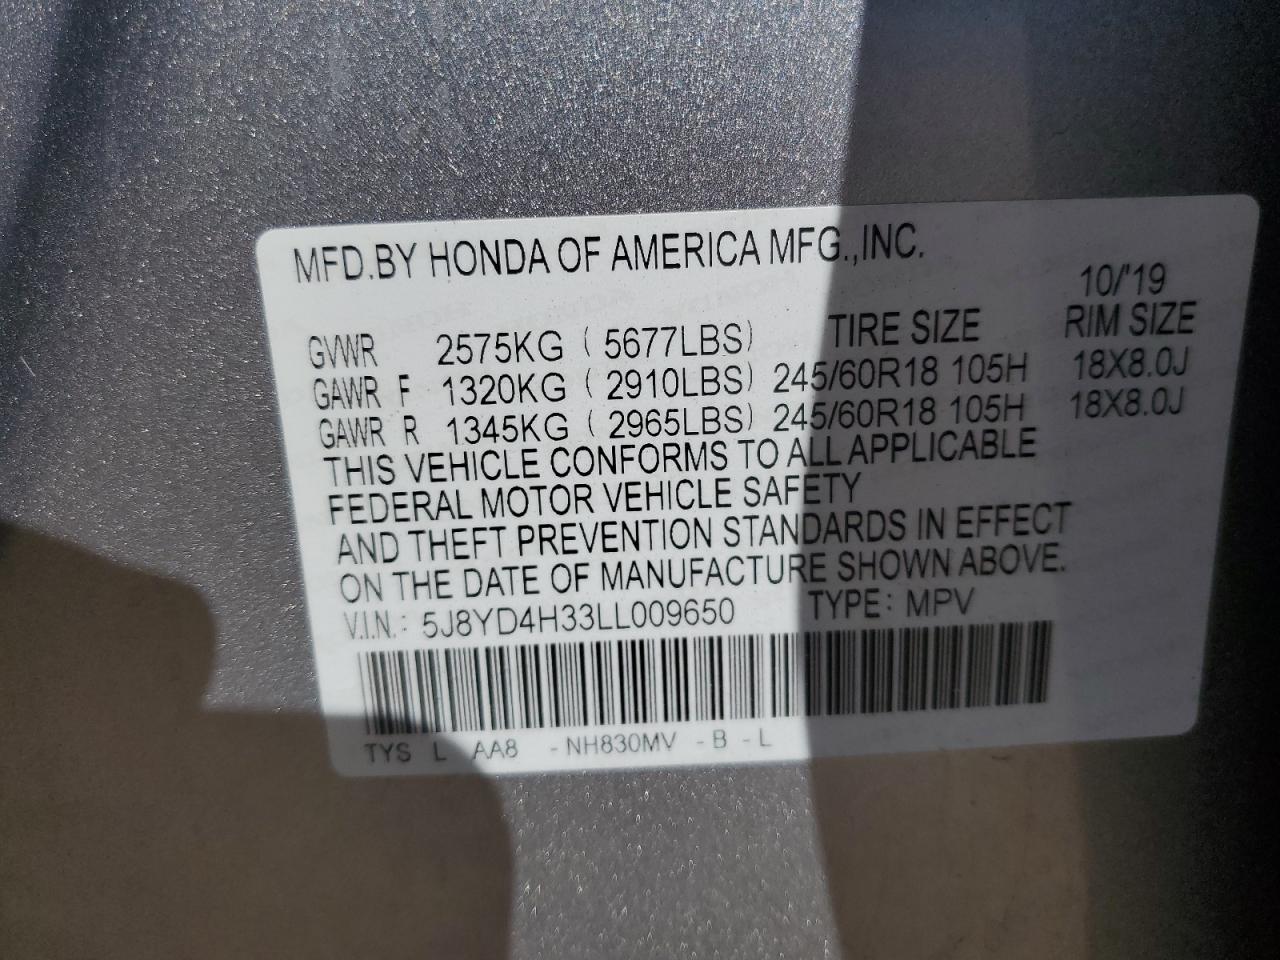 MFD.BY HONDA OF AMERICA MFG.,INC.
10/'19
GVWR 2575KG ( 5677LBS) TIRE SIZE RIM SIZE
GAWR F 1320KG ( 2910LBS) 245/60R18 105H 18X8.0J
GAWR R 1345KG ( 2965LBS) 245/60R18 105H 18X8.0J
THIS VEHICLE CONFORMS TO ALL APPLICABLE
FEDERAL MOTOR VEHICLE SAFETY
AND THEFT PREVENTION STANDARDS IN EFFECT
ON THE DATE OF MANUFACTURE SHOWN ABOVE.
V.I.N.: 5J8YD4H33LL009650 TYPE: MPV
TYS L AA8 -NH830MV -B -L